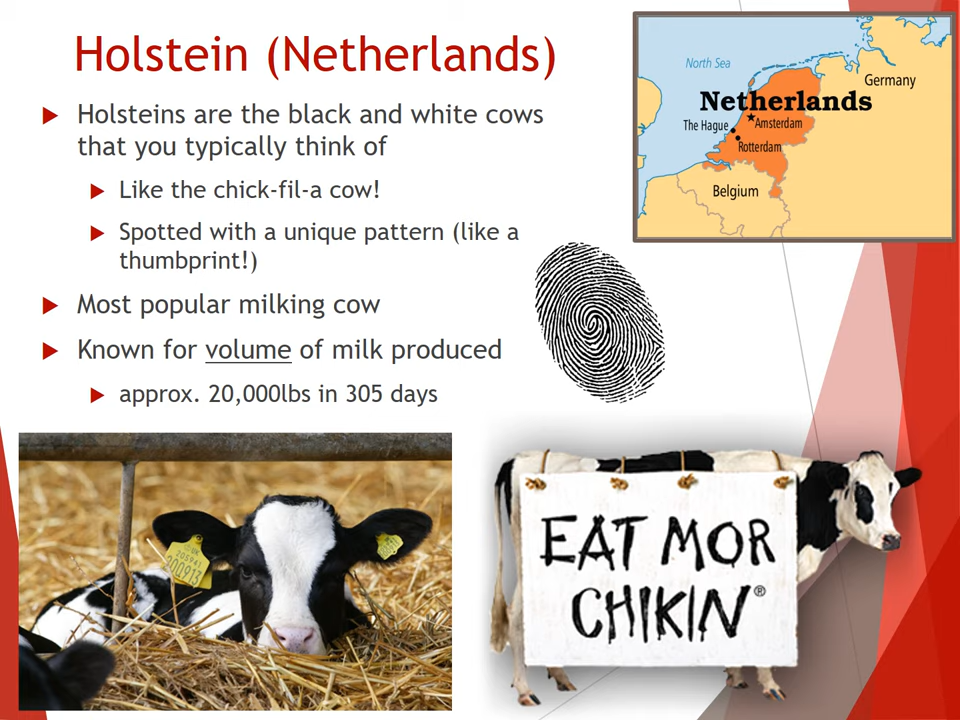 Holstein (Netherlands)
Holsteins are the black and white cows
that you typically think of
Like the chick-fil-a cow!
Spotted with a unique pattern (like a
thumbprint!)
Most popular milking cow
Known for volume of milk produced
approx. 20,000lbs in 305 days
North Sea
Germany
Netherlands
The Hague
Amsterdam
Rotterdam
Belgium
EAT MOR
CHIKIN®